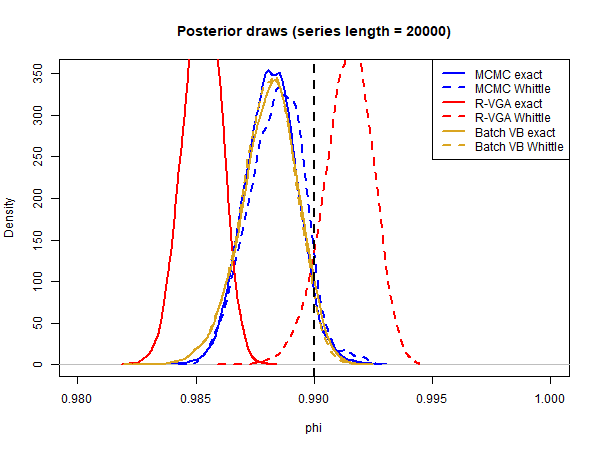 Posterior draws (series length = 20000)
MCMC exact
MCMC Whittle
R-VGA exact
R-VGA Whittle
Batch VB exact
Batch VB Whittle
Density
350
300
250
200
150
100
50
0
0.980 0.985 0.990 0.995 1.000
phi